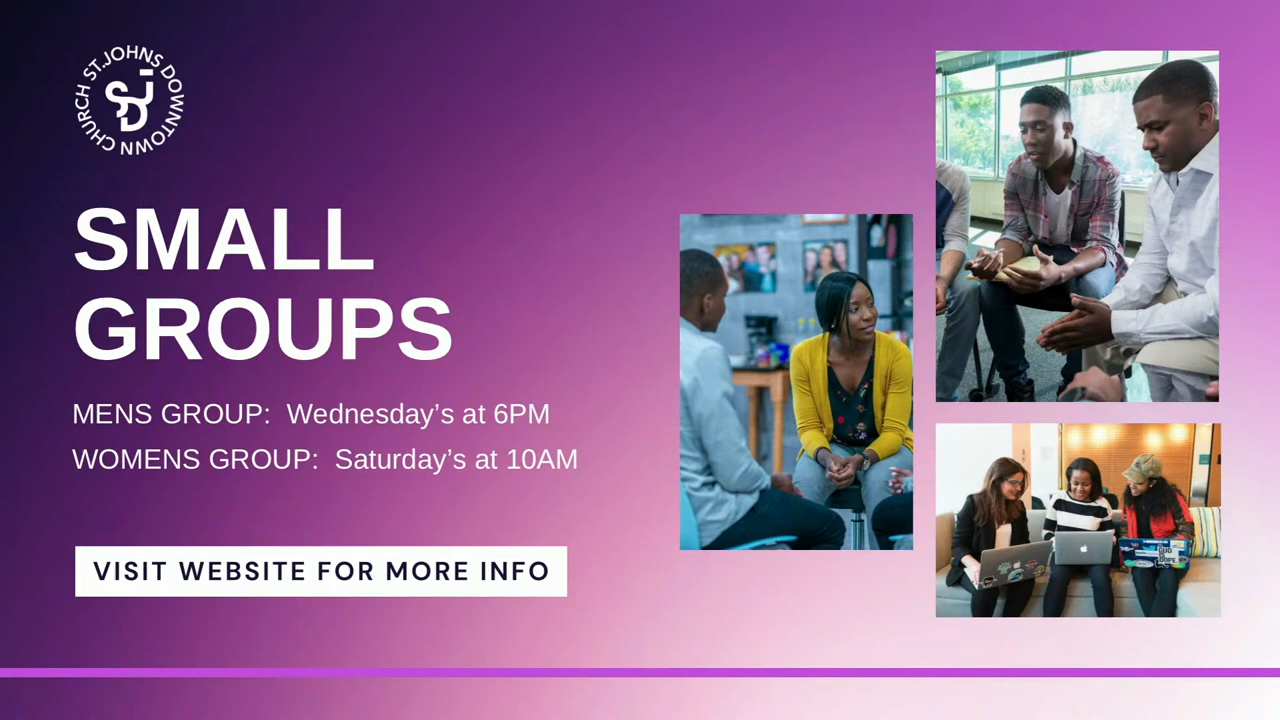 ST.JOHNS DOWNTOWN CHURCH
SJD
SMALL
GROUPS
MENS GROUP:  Wednesday’s at 6PM
WOMENS GROUP:  Saturday’s at 10AM
VISIT WEBSITE FOR MORE INFO